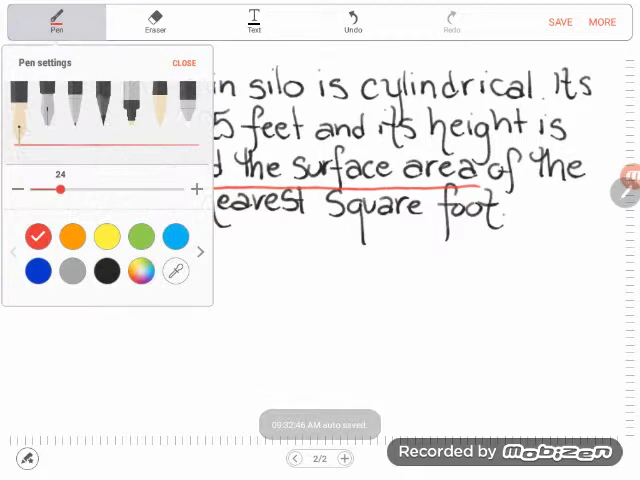 Pen
Eraser
Text
Undo
Redo
SAVE
MORE
Pen settings
CLOSE
24
in silo is cylindrical. Its
5 feet and its height is
d the surface area of the
earest square foot.
09:32:46 AM auto saved.
2/2
Recorded by
mobizen